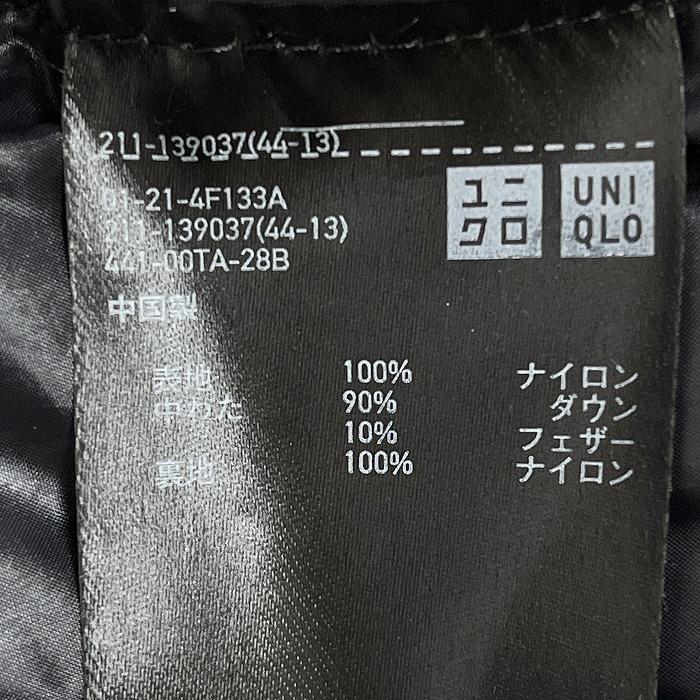 211-139037(44-13)
ユニ UNI
クロ QLO
01-21-4F133A
211-139037(44-13)
441-00TA-28B
中国製
表地 100% ナイロン
中わた 90% ダウン
10% フェザー
裏地 100% ナイロン